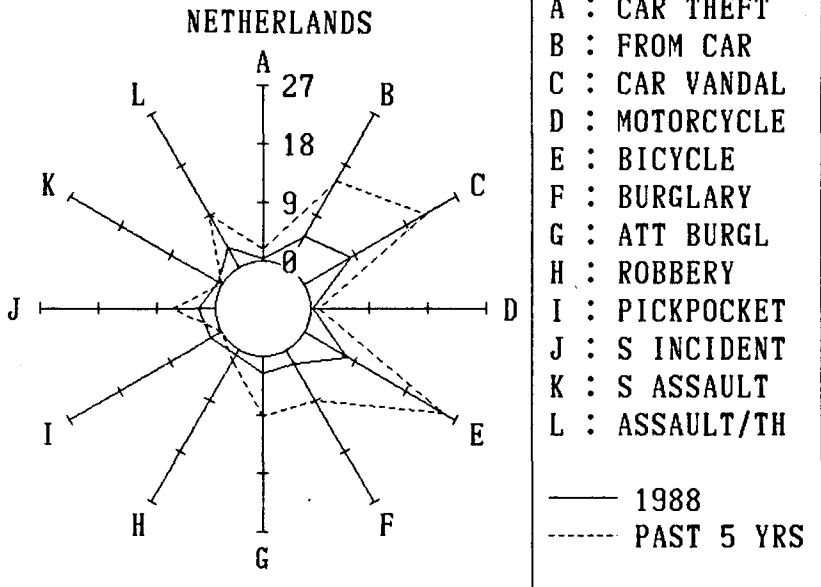 NETHERLANDS
A
27
18
9
0
B
C
D
E
F
G
H
I
J
K
L
A : CAR THEFT
B : FROM CAR
C : CAR VANDAL
D : MOTORCYCLE
E : BICYCLE
F : BURGLARY
G : ATT BURGL
H : ROBBERY
I : PICKPOCKET
J : S INCIDENT
K : S ASSAULT
L : ASSAULT/TH
1988
PAST 5 YRS